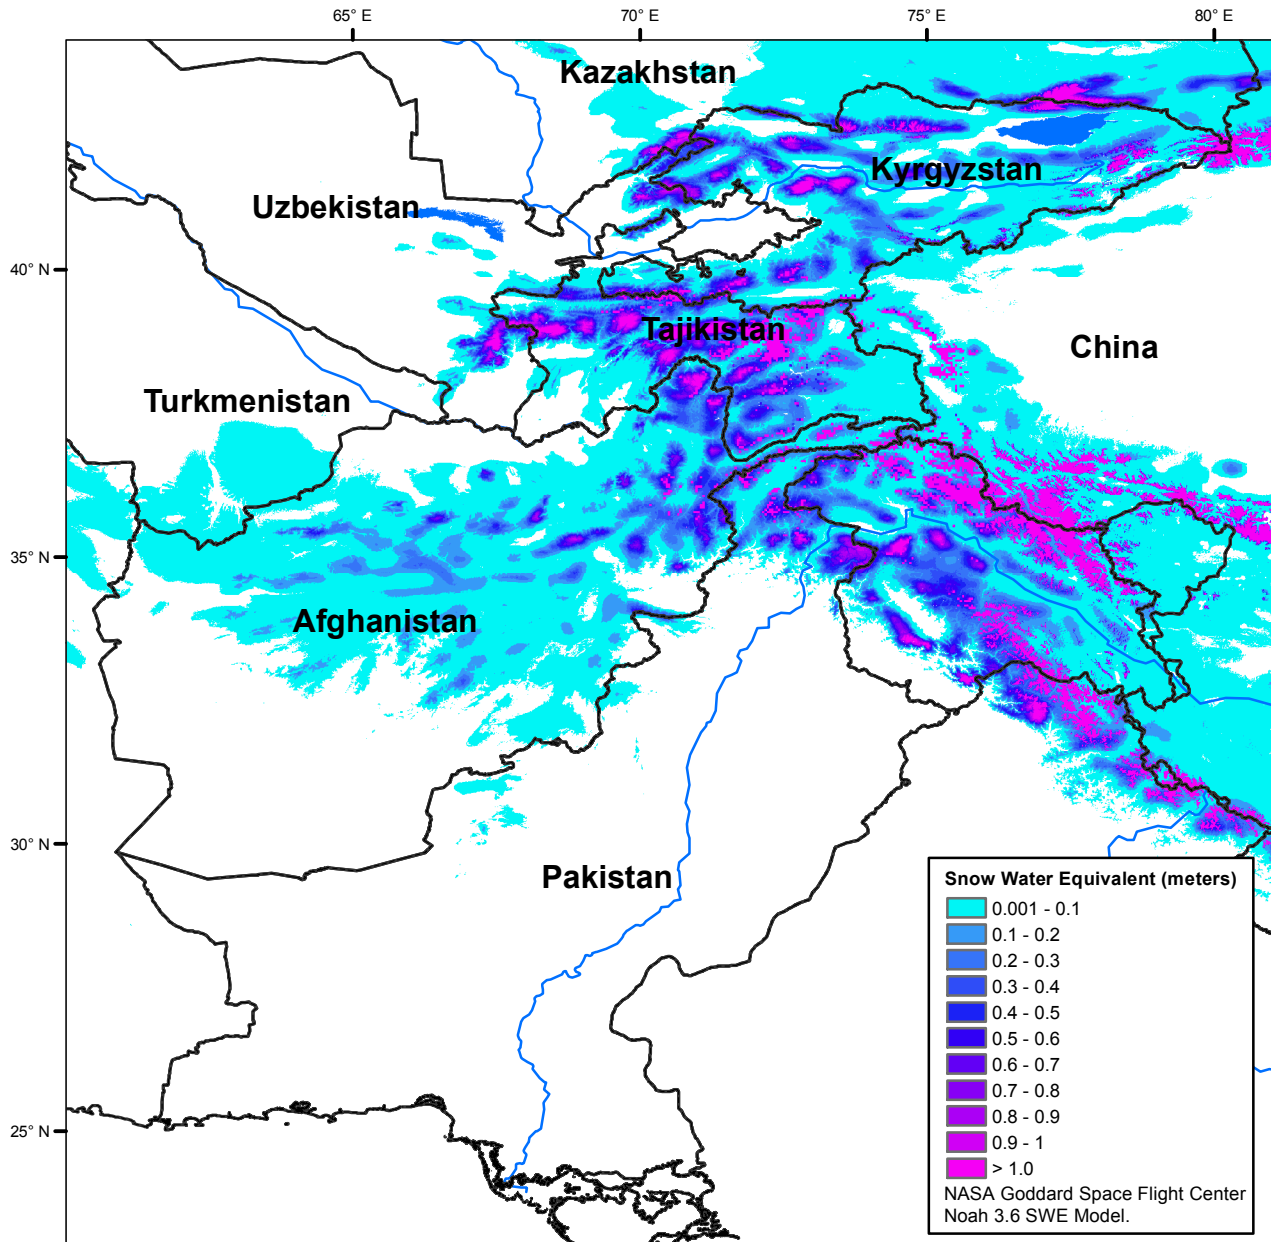 65° E
70° E
75° E
80° E
Kazakhstan
Kyrgyzstan
Uzbekistan
40° N
Tajikistan
China
Turkmenistan
35° N
Afghanistan
30° N
Pakistan
25° N
Snow Water Equivalent (meters)
0.001 - 0.1
0.1 - 0.2
0.2 - 0.3
0.3 - 0.4
0.4 - 0.5
0.5 - 0.6
0.6 - 0.7
0.7 - 0.8
0.8 - 0.9
0.9 - 1
> 1.0
NASA Goddard Space Flight Center
Noah 3.6 SWE Model.